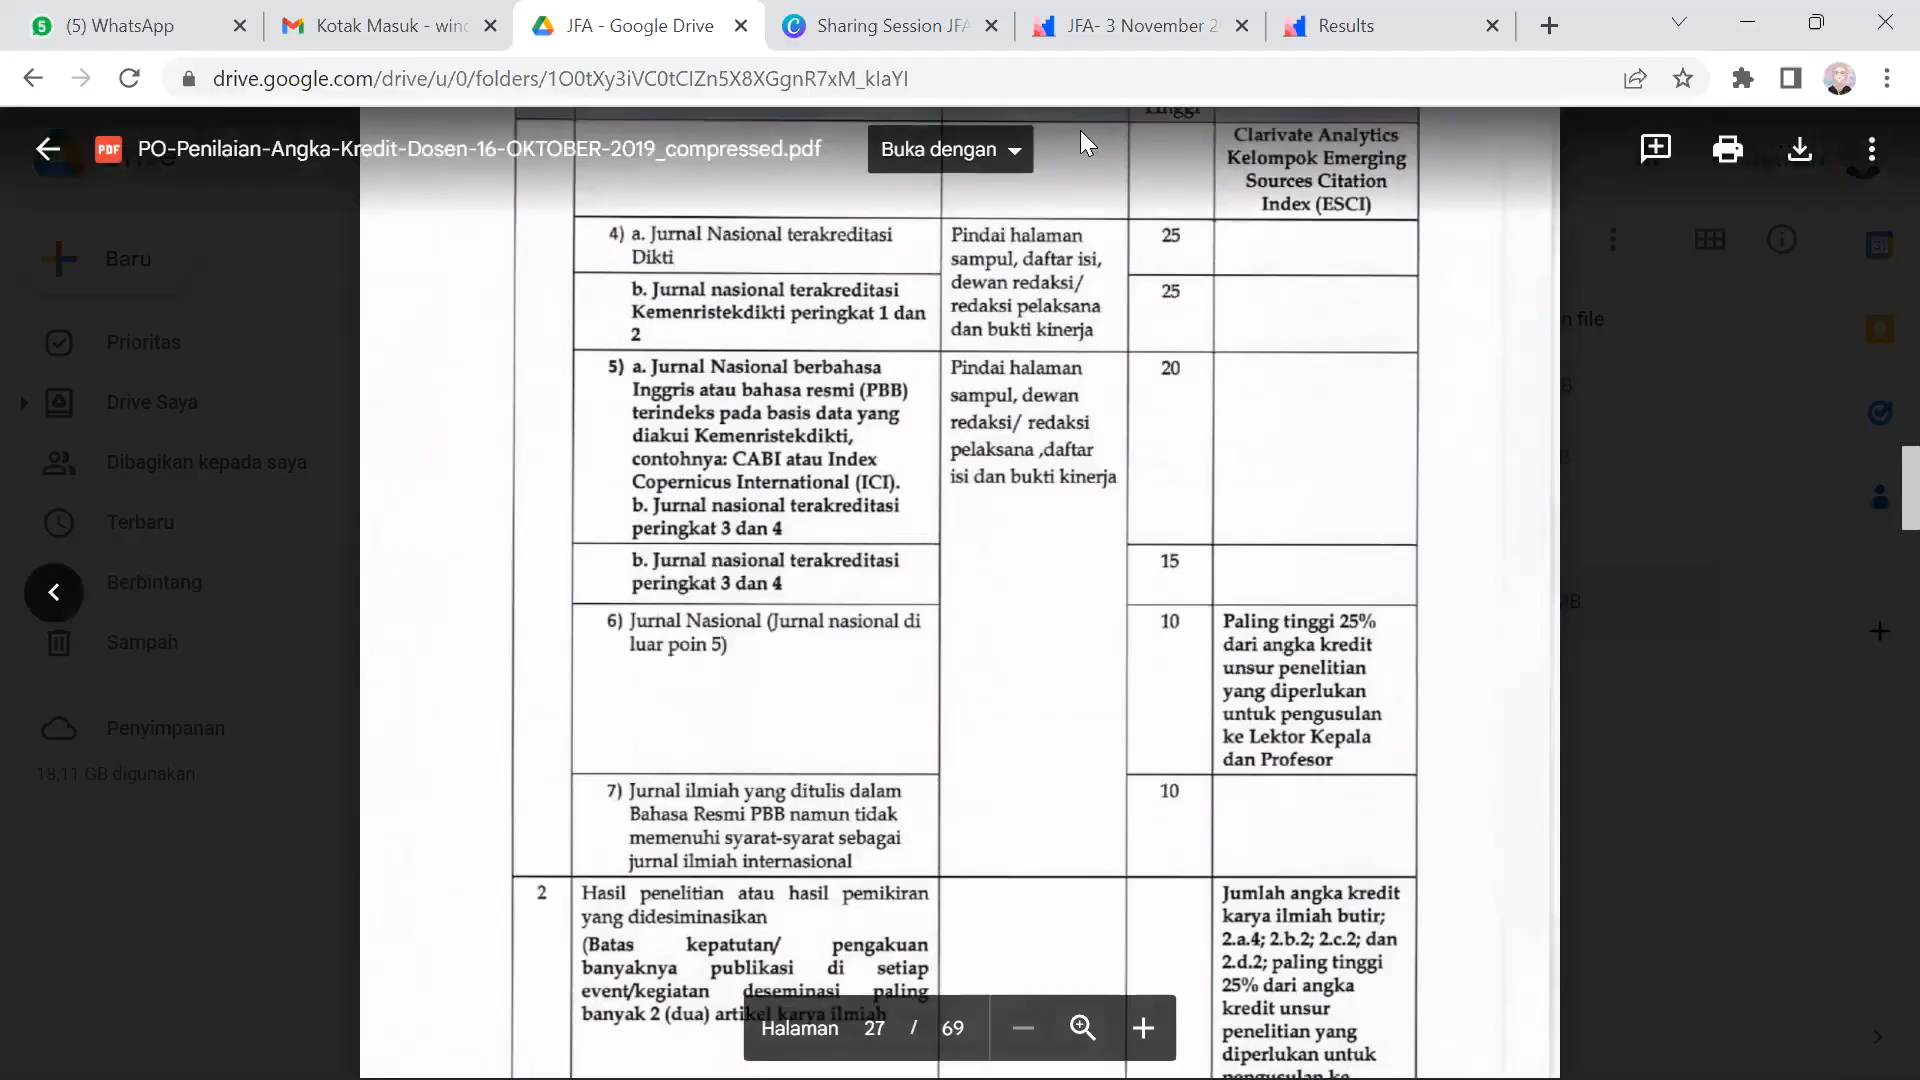 (5) WhatsApp
Kotak Masuk - wind
JFA - Google Drive
Sharing Session JFA
JFA- 3 November 2
Results
drive.google.com/drive/u/0/folders/
PDF
PO-Penilaian-Angka-Kredit-Dosen-16-OKTOBER-2019_compressed.pdf
Buka dengan
Baru
Prioritas
Drive Saya
Dibagikan kepada saya
Terbaru
Berbintang
Sampah
Penyimpanan
18,11 GB digunakan
n file
Clarivate Analytics
Kelompok Emerging
Sources Citation
Index (ESCI)
4) a. Jurnal Nasional terakreditasi
Dikti
Pindai halaman
sampul, daftar isi,
dewan redaksi/
redaksi pelaksana
dan bukti kinerja
25
b. Jurnal nasional terakreditasi
Kemenristekdikti peringkat 1 dan
2
25
5) a. Jurnal Nasional berbahasa
Inggris atau bahasa resmi (PBB)
terindeks pada basis data yang
diakui Kemenristekdikti,
contohnya: CABI atau Index
Copernicus International (ICI).
b. Jurnal nasional terakreditasi
peringkat 3 dan 4
Pindai halaman
sampul, dewan
redaksi/ redaksi
pelaksana ,daftar
isi dan bukti kinerja
20
b. Jurnal nasional terakreditasi
peringkat 3 dan 4
15
6) Jurnal Nasional (Jurnal nasional di
luar poin 5)
10
Paling tinggi 25%
dari angka kredit
unsur penelitian
yang diperlukan
untuk pengusulan
ke Lektor Kepala
dan Profesor
7) Jurnal ilmiah yang ditulis dalam
Bahasa Resmi PBB namun tidak
memenuhi syarat-syarat sebagai
jurnal ilmiah internasional
10
2
Hasil penelitian atau hasil pemikiran
yang didesiminasikan
(Batas kepatutan/ pengakuan
banyaknya publikasi di setiap
event/kegiatan deseminasi paling
banyak 2 (dua) artikel karya ilmiah
Jumlah angka kredit
karya ilmiah butir;
2.a.4; 2.b.2; 2.c.2; dan
2.d.2; paling tinggi
25% dari angka
kredit unsur
penelitian yang
diperlukan untuk
pengusulan ke
Halaman 27 / 69